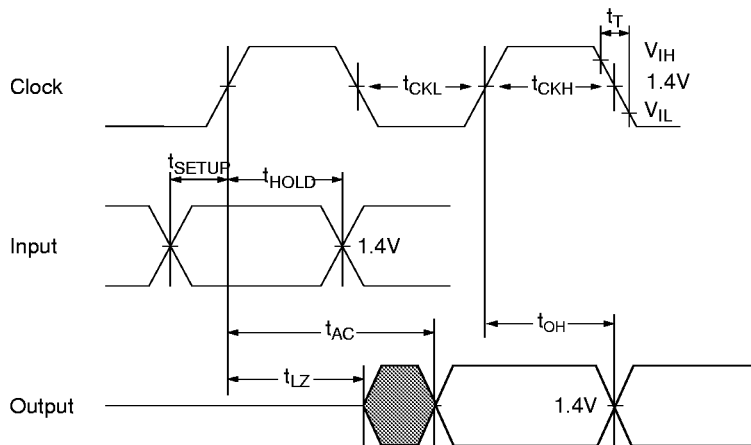 tT
VIH
Clock
tCKL
tCKH
1.4V
VIL
tSETUP
tHOLD
Input
1.4V
tAC
tOH
tLZ
Output
1.4V